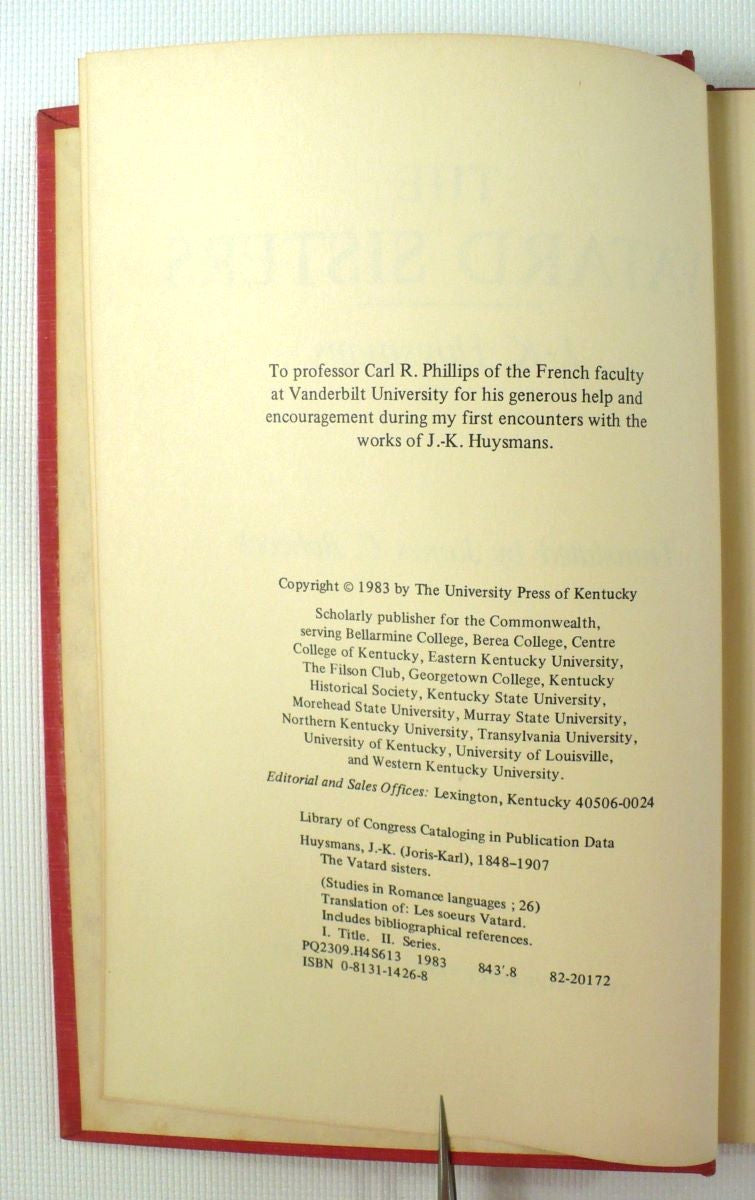 To professor Carl R. Phillips of the French faculty
at Vanderbilt University for his generous help and
encouragement during my first encounters with the
works of J.-K. Huysmans.
Copyright © 1983 by The University Press of Kentucky
Scholarly publisher for the Commonwealth,
serving Bellarmine College, Berea College, Centre
College of Kentucky, Eastern Kentucky University,
The Filson Club, Georgetown College, Kentucky
Historical Society, Kentucky State University,
Morehead State University, Murray State University,
Northern Kentucky University, Transylvania University,
University of Kentucky, University of Louisville,
and Western Kentucky University.
Editorial and Sales Offices: Lexington, Kentucky 40506-0024
Library of Congress Cataloging in Publication Data
Huysmans, J.-K. (Joris-Karl), 1848–1907
The Vatard sisters.
(Studies in Romance languages ; 26)
Translation of: Les soeurs Vatard.
Includes bibliographical references.
I. Title. II. Series.
PQ2309.H4S613 1983 843'.8 82-20172
ISBN 0-8131-1426-8